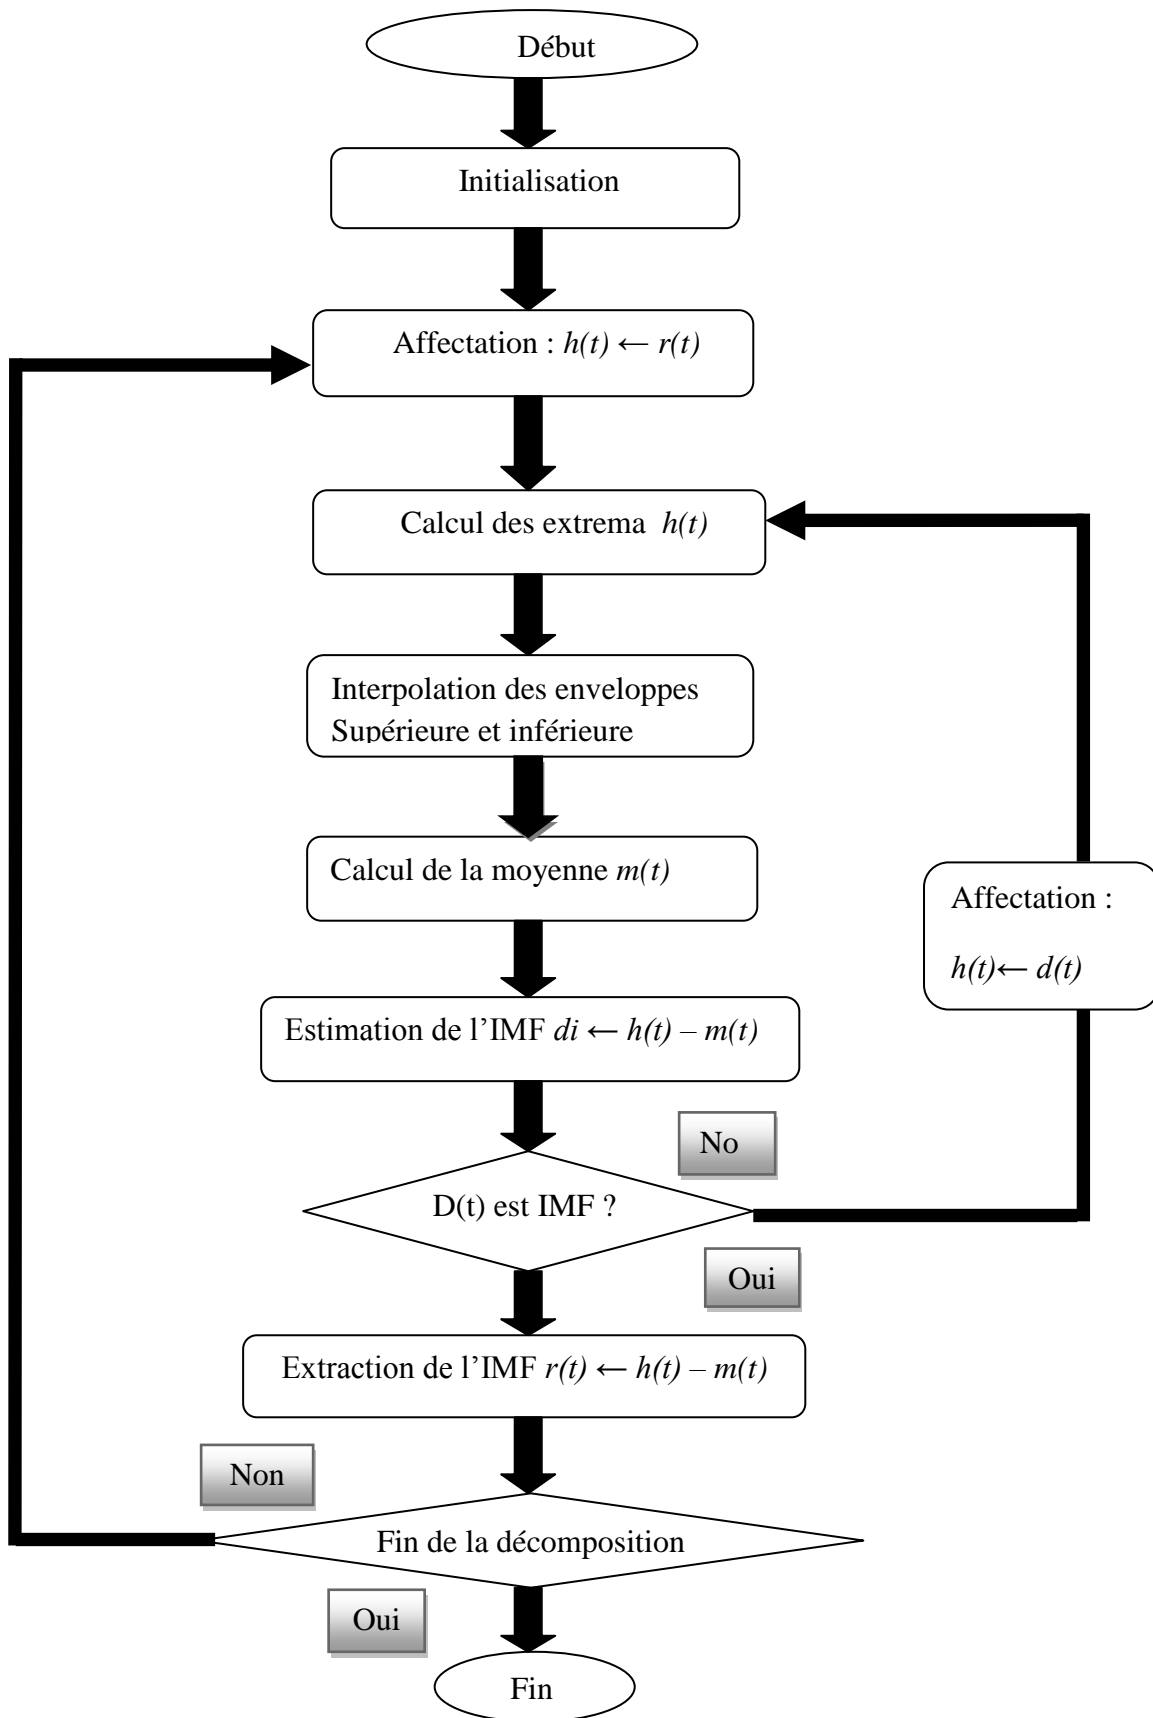 Début
Initialisation
Affectation : h(t) ← r(t)
Calcul des extrema h(t)
Interpolation des enveloppes
Supérieure et inférieure
Calcul de la moyenne m(t)
Affectation :
h(t)← d(t)
Estimation de l’IMF di ← h(t) – m(t)
No
D(t) est IMF ?
Oui
Extraction de l’IMF r(t) ← h(t) – m(t)
Non
Fin de la décomposition
Oui
Fin